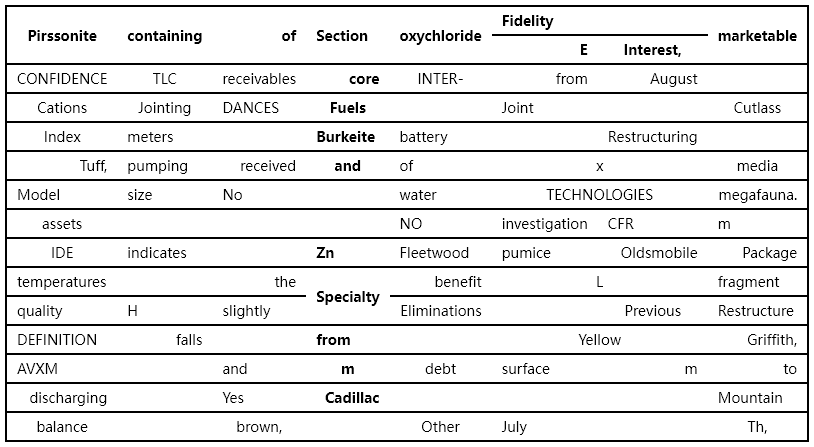 Pirssonite containing of Section oxychloride Fidelity marketable
E Interest,
CONFIDENCE TLC receivables core INTER- from August
Cations Jointing DANCES Fuels Joint Cutlass
Index meters Burkeite battery Restructuring
Tuff, pumping received and of x media
Model size No water TECHNOLOGIES megafauna.
assets NO investigation CFR m
IDE indicates Zn Fleetwood pumice Oldsmobile Package
temperatures the Specialty benefit L fragment
quality H slightly Eliminations Previous Restructure
DEFINITION falls from Yellow Griffith,
AVXM and m debt surface m to
discharging Yes Cadillac Mountain
balance brown, Other July Th,